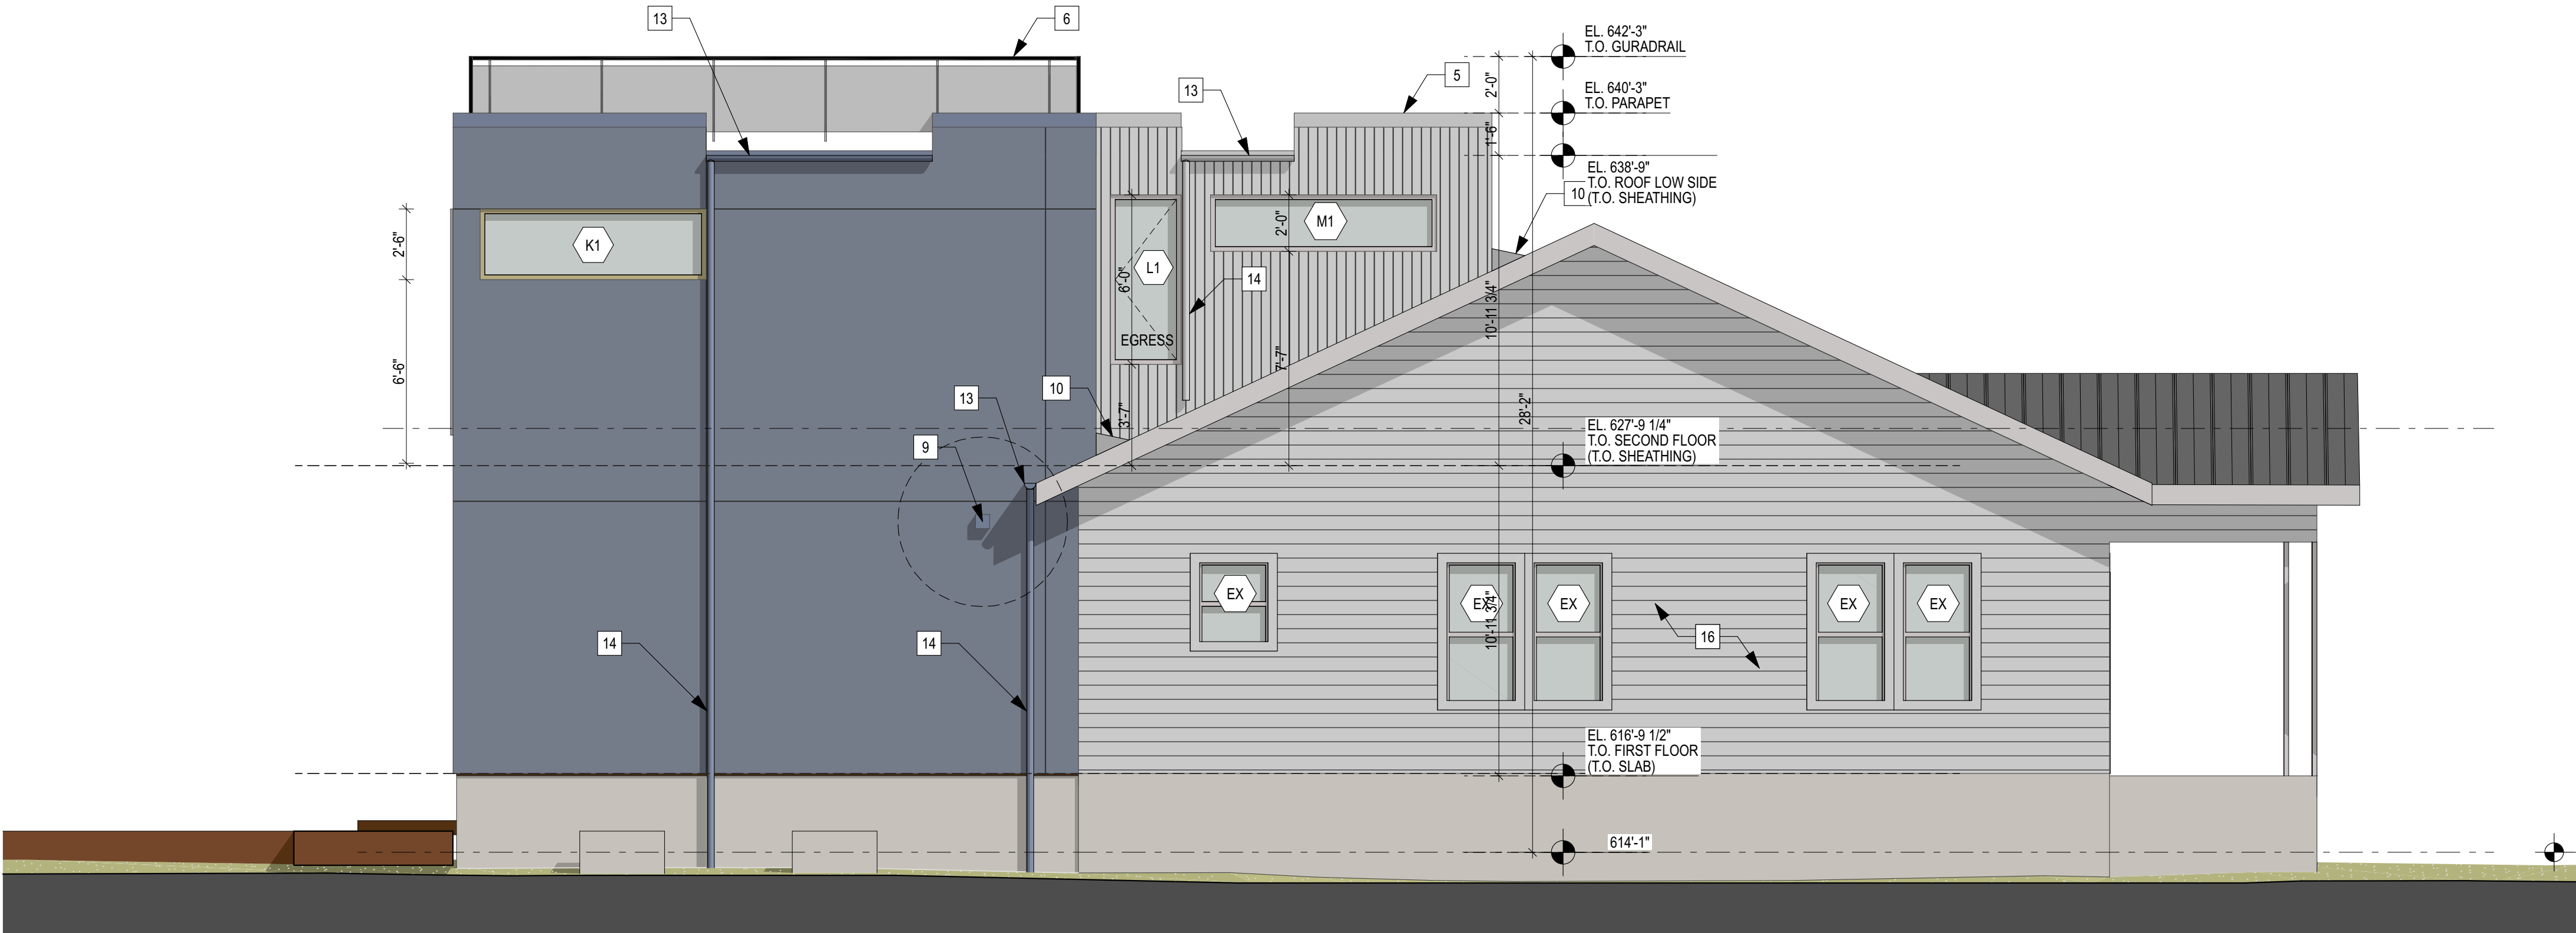 13
6
EL. 642'-3"
T.O. GURADRAIL
5
2'-0"
13
EL. 640'-3"
T.O. PARAPET
1'-6"
EL. 638'-9"
T.O. ROOF LOW SIDE
(T.O. SHEATHING)
10
2'-6"
K1
L1
6'-0"
2'-0"
M1
14
EGRESS
10'-11 3/4"
7'-7"
6'-6"
10
13
3'-7"
28'-2"
9
EL. 627'-9 1/4"
T.O. SECOND FLOOR
(T.O. SHEATHING)
EX
EX
EX
EX
EX
10'-11 3/4"
14
14
16
EL. 616'-9 1/2"
T.O. FIRST FLOOR
(T.O. SLAB)
614'-1"